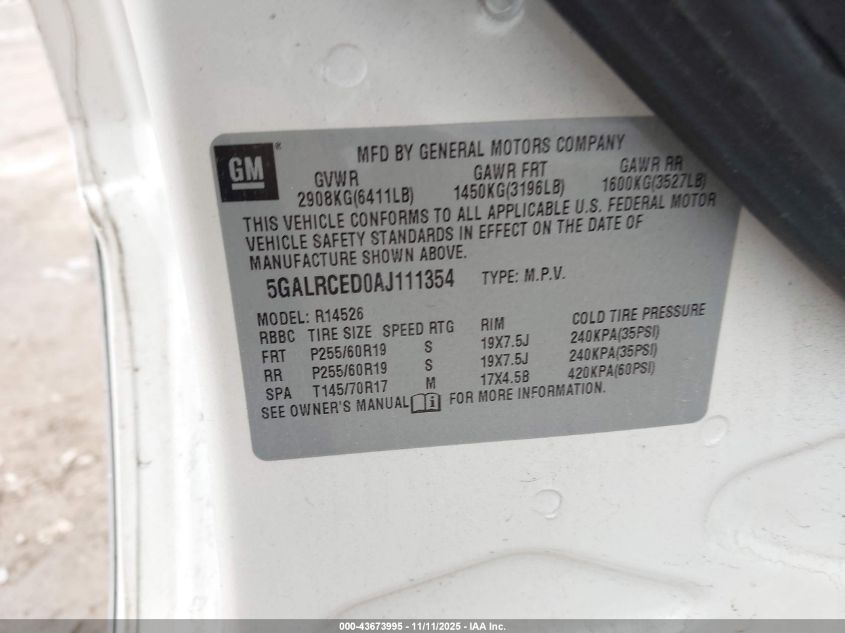 GM ®
MFD BY GENERAL MOTORS COMPANY
GVWR GAWR FRT GAWR RR
2908KG(6411LB) 1450KG(3196LB) 1600KG(3527LB)
THIS VEHICLE CONFORMS TO ALL APPLICABLE U.S. FEDERAL MOTOR
VEHICLE SAFETY STANDARDS IN EFFECT ON THE DATE OF
MANUFACTURE SHOWN ABOVE.
5GALRCED0AJ111354 TYPE: M.P.V.
MODEL: R14526
RBBC TIRE SIZE SPEED RTG RIM COLD TIRE PRESSURE
FRT P255/60R19 S 19X7.5J 240KPA(35PSI)
RR P255/60R19 S 19X7.5J 240KPA(35PSI)
SPA T145/70R17 M 17X4.5B 420KPA(60PSI)
SEE OWNER'S MANUAL i FOR MORE INFORMATION.
000-43673995 - 11/11/2025 - IAA Inc.